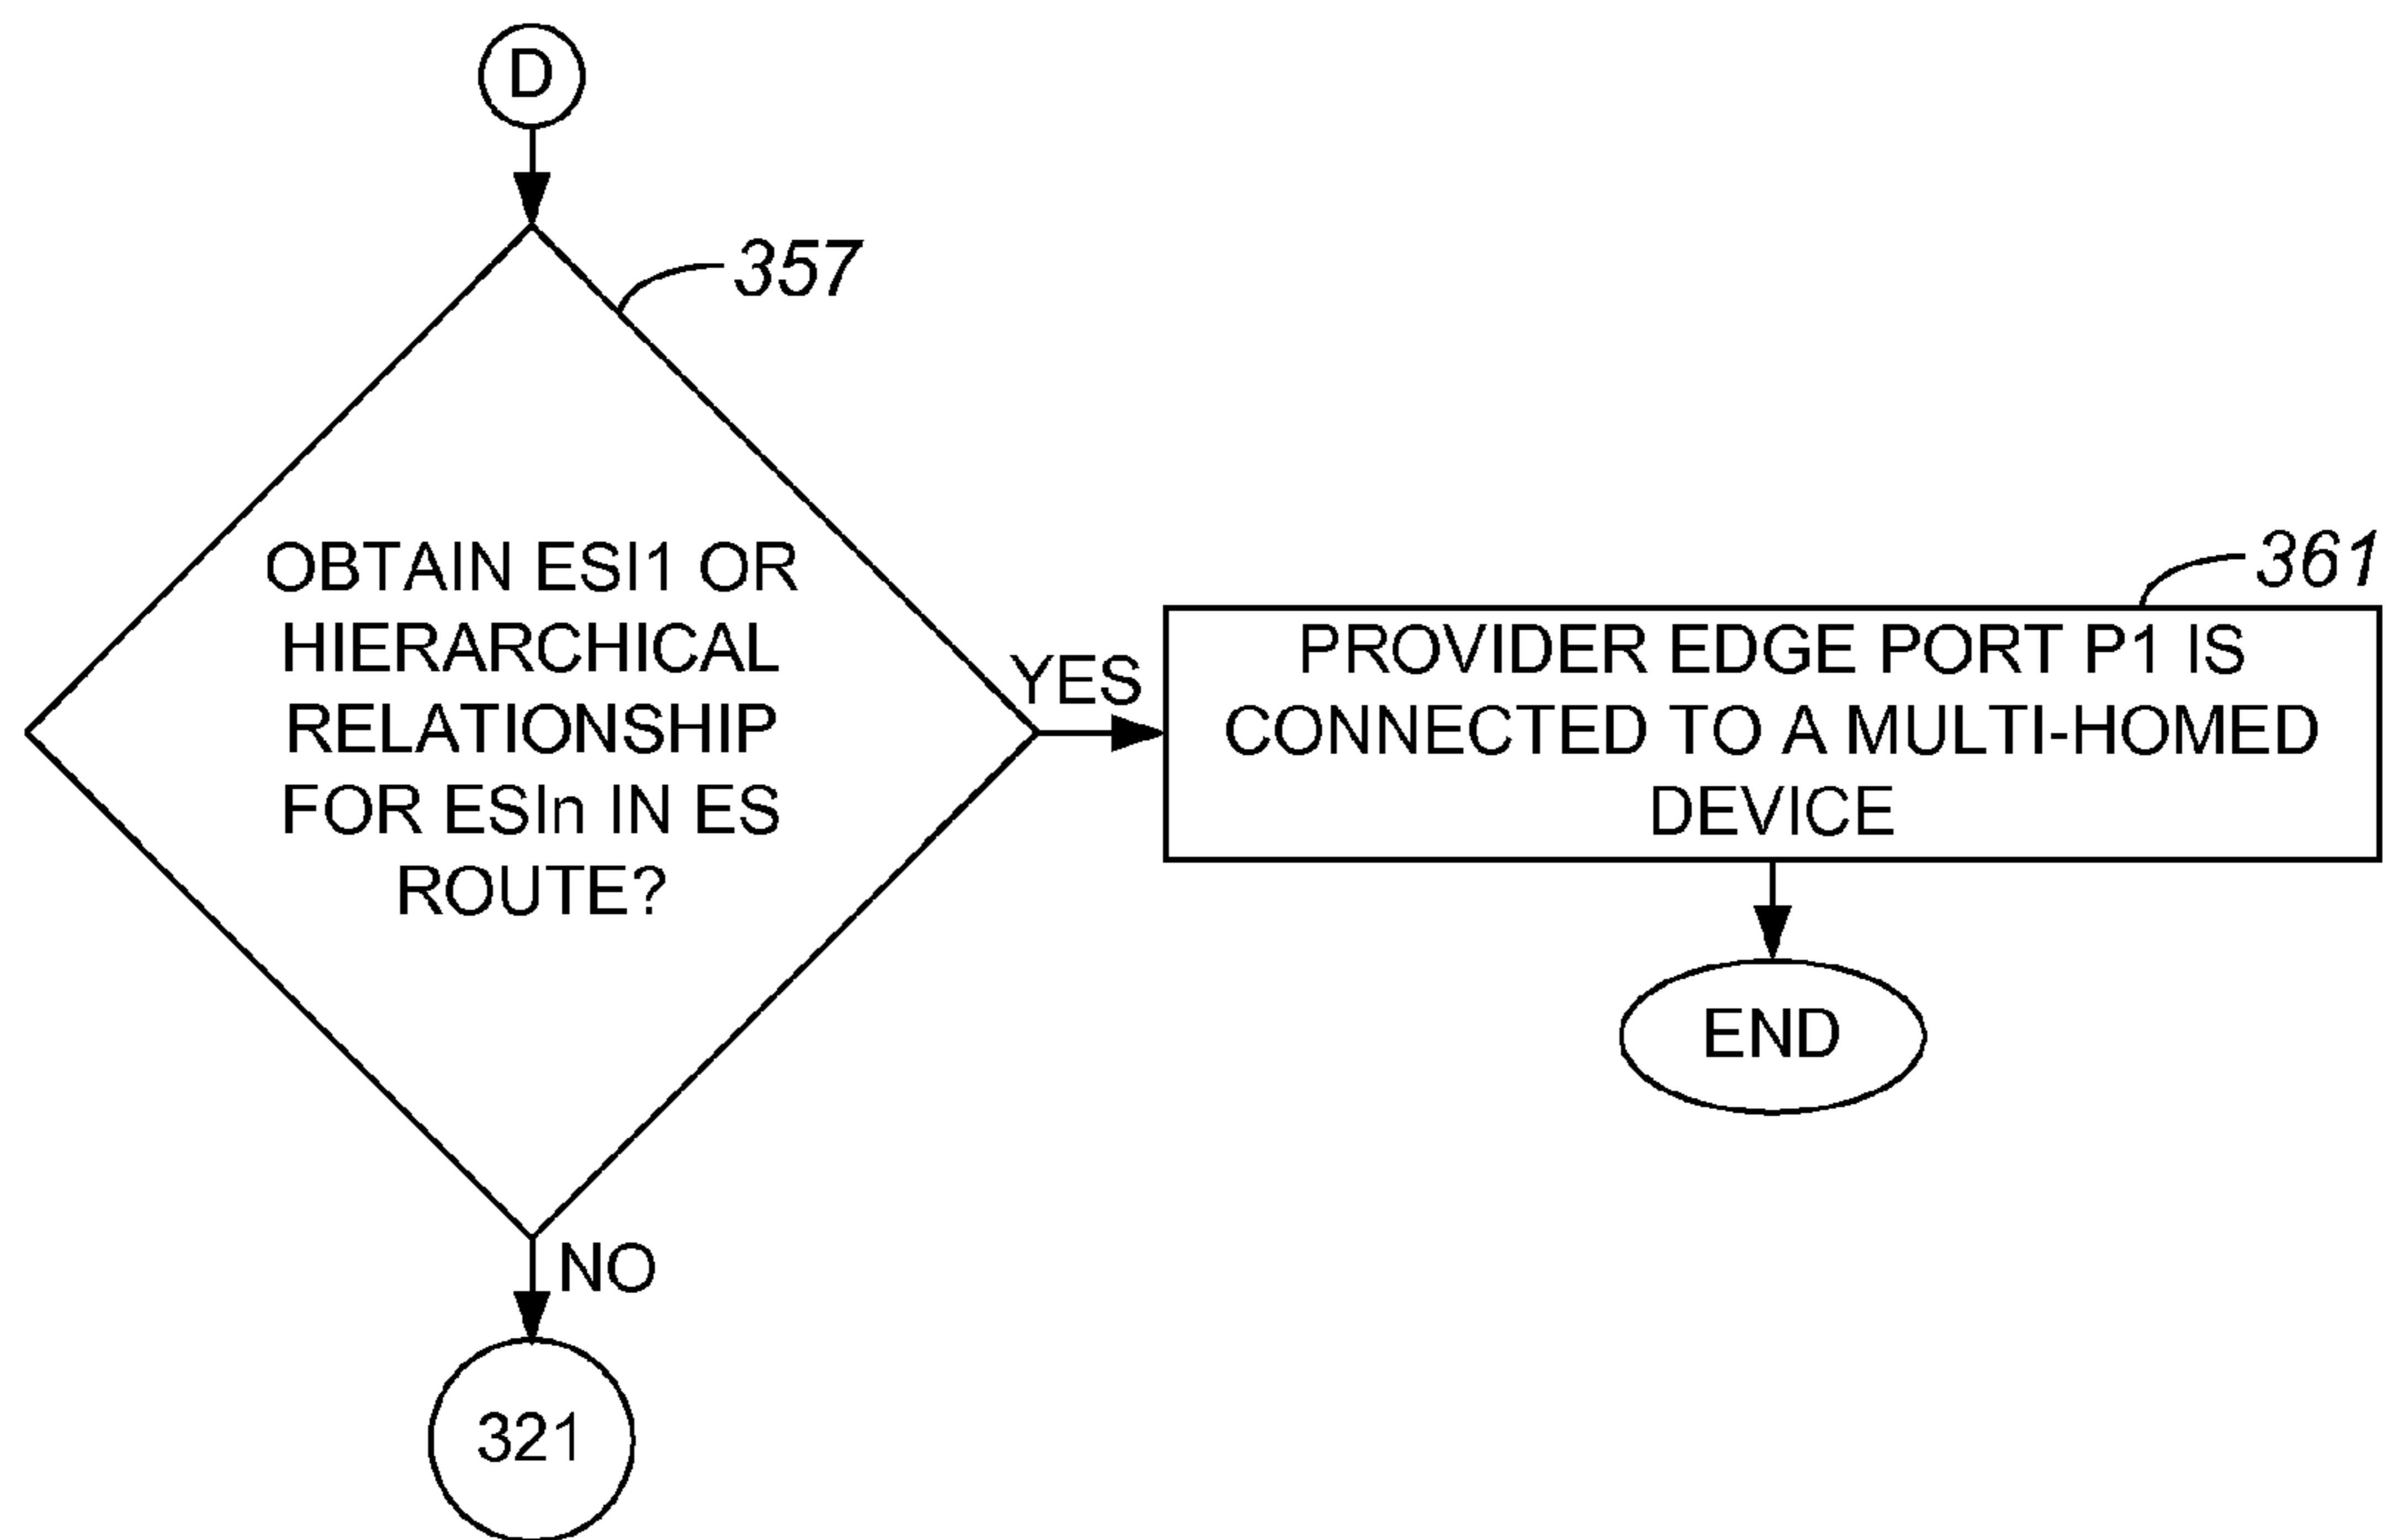 D
357
OBTAIN ESI1 OR
HIERARCHICAL
RELATIONSHIP
FOR ESIn IN ES
ROUTE?
YES
361
PROVIDER EDGE PORT P1 IS
CONNECTED TO A MULTI-HOMED
DEVICE
END
NO
321